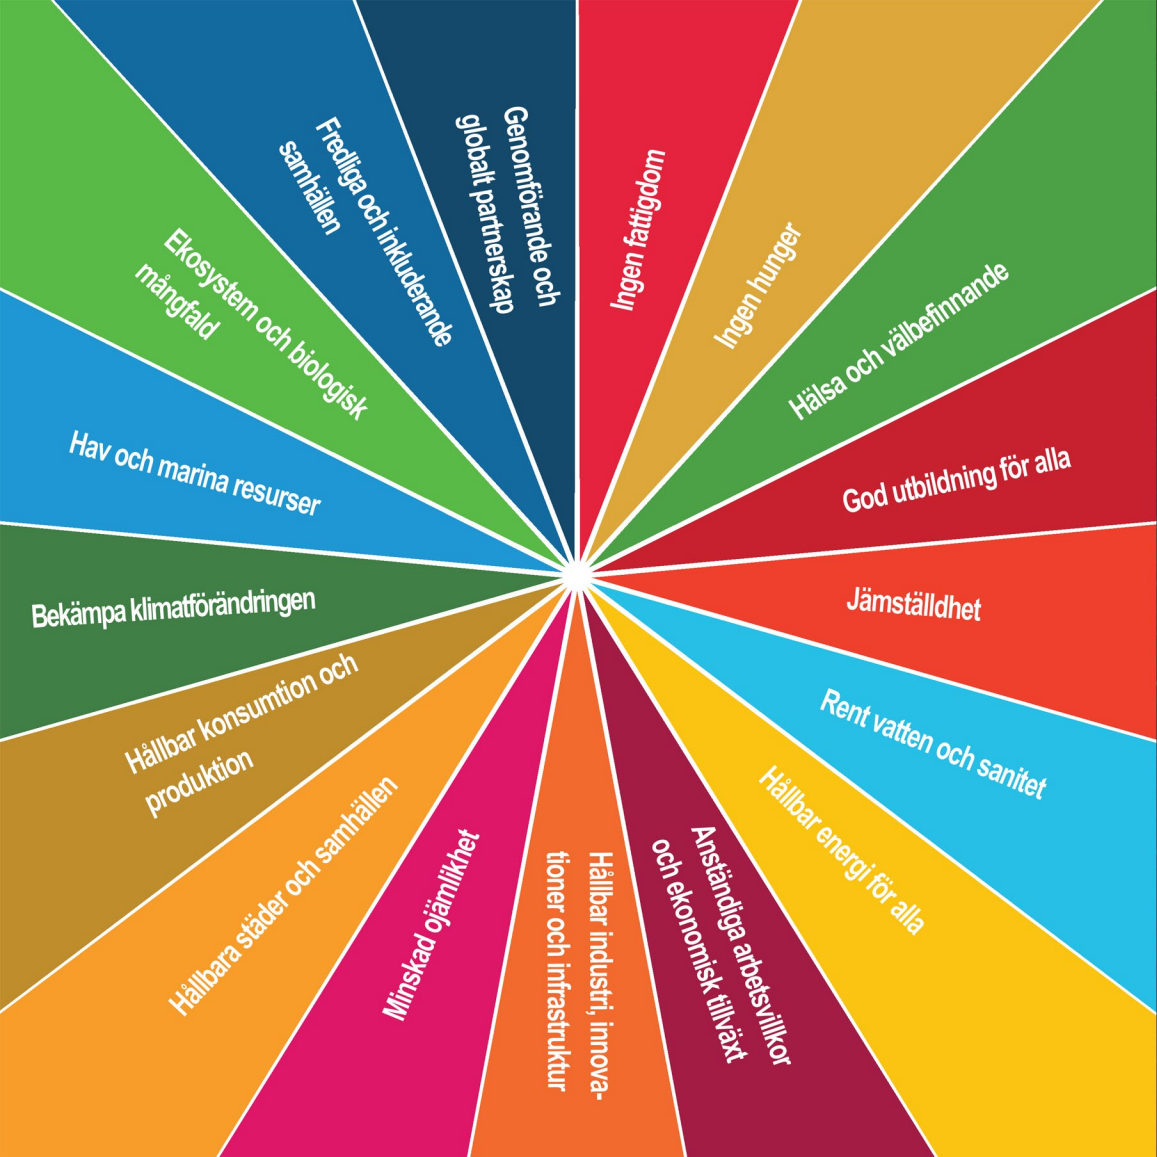 Ingen fattigdom
Ingen hunger
Hälsa och välbefinnande
God utbildning för alla
Jämställdhet
Rent vatten och sanitet
Hållbar energi för alla
Anständiga arbetsvillkor
och ekonomisk tillväxt
Hållbar industri, innova-
tioner och infrastruktur
Minskad ojämlikhet
Hållbara städer och samhällen
Hållbar konsumtion och
produktion
Bekämpa klimatförändringen
Hav och marina resurser
Ekosystem och biologisk
mångfald
Fredliga och inkluderande
samhällen
Genomförande och
globalt partnerskap